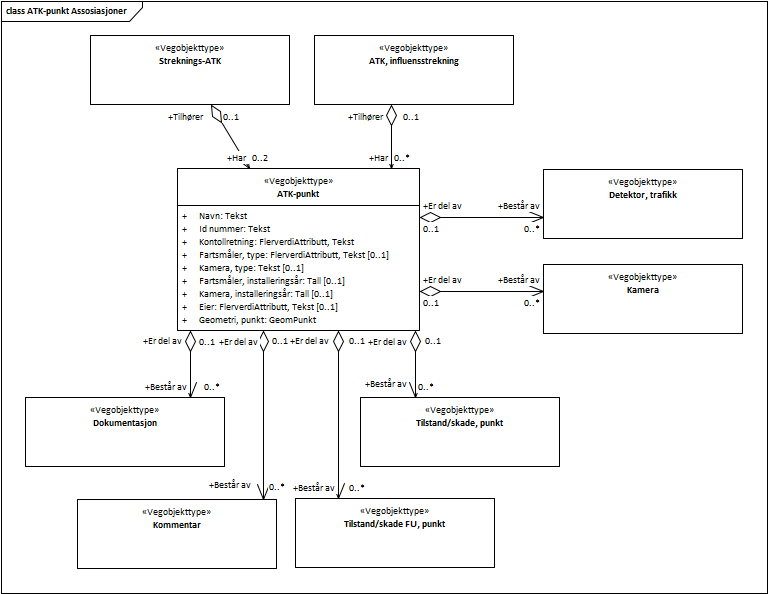 class ATK-punkt Assosiasjoner
«Vegobjekttype»
Streknings-ATK
«Vegobjekttype»
ATK, influensstrekning
+Tilhører 0..1
+Tilhører 0..1
+Har 0..2
+Har 0..*
«Vegobjekttype»
ATK-punkt
+ Navn: Tekst
+ Id nummer: Tekst
+ Kontollretning: FlerverdiAttributt, Tekst
+ Fartsmåler, type: FlerverdiAttributt, Tekst [0..1]
+ Kamera, type: Tekst [0..1]
+ Fartsmåler, installeringsår: Tall [0..1]
+ Kamera, installeringsår: Tall [0..1]
+ Eier: FlerverdiAttributt, Tekst [0..1]
+ Geometri, punkt: GeomPunkt
+Er del av +Består av
0..1 0..*
«Vegobjekttype»
Detektor, trafikk
+Er del av +Består av
0..1 0..*
«Vegobjekttype»
Kamera
+Er del av 0..1 +Er del av 0..1 +Er del av 0..1 +Er del av 0..1
+Består av 0..*
+Består av 0..*
«Vegobjekttype»
Dokumentasjon
«Vegobjekttype»
Tilstand/skade, punkt
+Består av 0..*
+Består av 0..*
«Vegobjekttype»
Kommentar
«Vegobjekttype»
Tilstand/skade FU, punkt